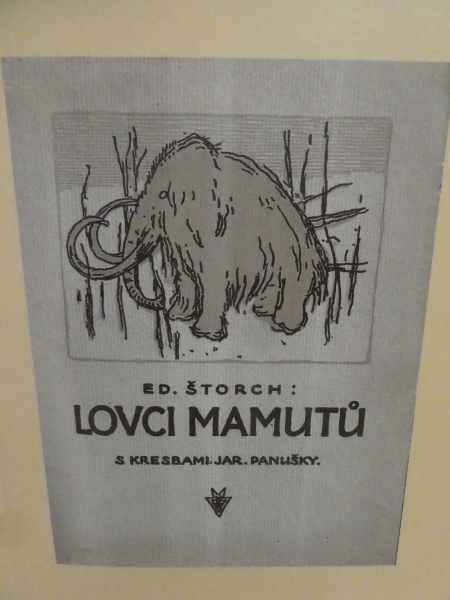 ED. ŠTORCH:
LOVCI MAMUTŮ
S KRESBAMI: JAR. PANUŠKY.